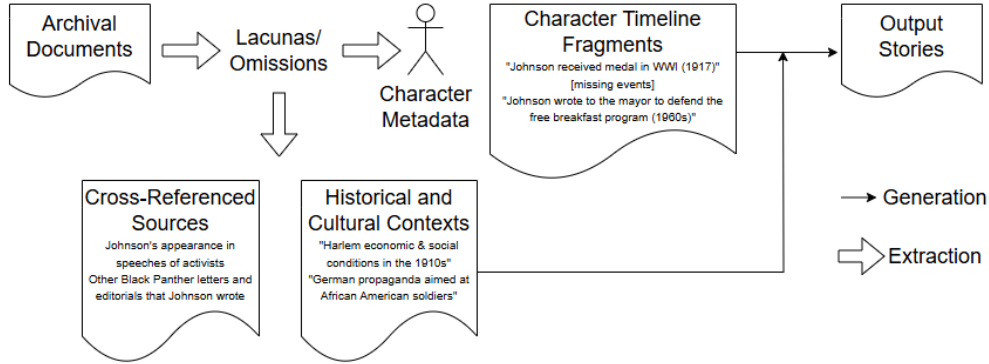 Archival
Documents
Lacunas/
Omissions
Character
Metadata
Character Timeline
Fragments
"Johnson received medal in WWI (1917)"
[missing events]
"Johnson wrote to the mayor to defend the
free breakfast program (1960s)"
Output
Stories
Cross-Referenced
Sources
Johnson's appearance in
speeches of activists
Other Black Panther letters and
editorials that Johnson wrote
Historical and
Cultural Contexts
"Harlem economic & social
conditions in the 1910s"
"German propaganda aimed at
African American soldiers"
Generation
Extraction